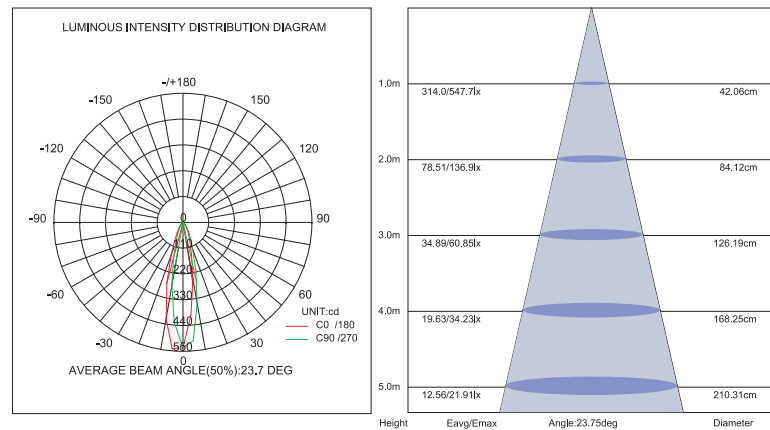 LUMINOUS INTENSITY DISTRIBUTION DIAGRAM
-/+180
-150
150
-120
120
-90
0
90
110
-60
220
60
330
UNIT:cd
440
C0 /180
-30
30
C90 /270
550
0
AVERAGE BEAM ANGLE(50%):23.7 DEG
1.0m
314.0/547.7lx
42.06cm
2.0m
78.51/136.9lx
84.12cm
3.0m
34.89/60.85lx
126.19cm
4.0m
19.63/34.23lx
168.25cm
5.0m
12.56/21.91lx
210.31cm
Height Eavg/Emax Angle:23.75deg Diameter